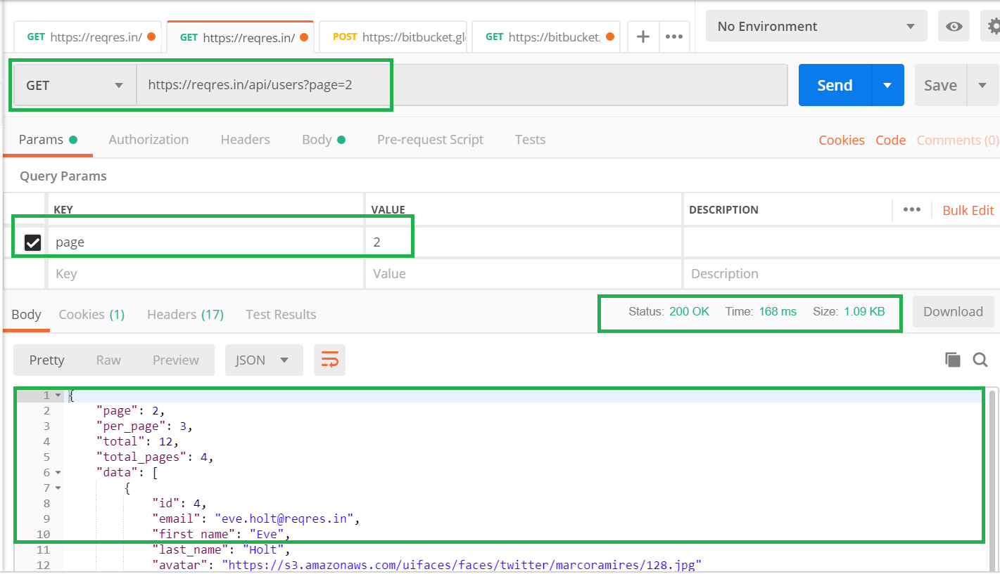 GET https://reqres.in/ GET https://reqres.in/ POST https://bitbucket.gl GET https://bitbucket. + ••• No Environment
GET https://reqres.in/api/users?page=2 Send Save
Params Authorization Headers Body Pre-request Script Tests Cookies Code Comments (0)
Query Params
KEY VALUE DESCRIPTION ••• Bulk Edit
page 2
Key Value Description
Body Cookies (1) Headers (17) Test Results Status: 200 OK Time: 168 ms Size: 1.09 KB Download
Pretty Raw Preview JSON
1 {
2 "page": 2,
3 "per_page": 3,
4 "total": 12,
5 "total_pages": 4,
6 "data": [
7 {
8 "id": 4,
9 "email": "eve.holt@reqres.in",
10 "first_name": "Eve",
11 "last_name": "Holt",
12 "avatar": "https://s3.amazonaws.com/uifaces/faces/twitter/marcoramires/128.jpg"